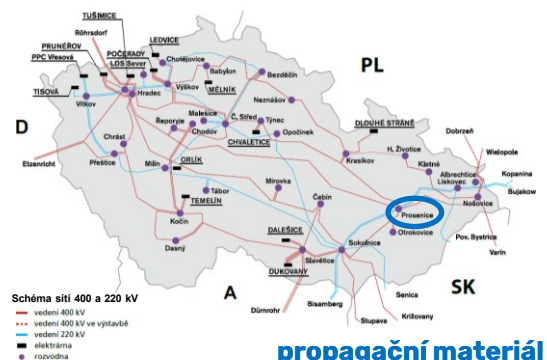 TUŠIMICE
Röhrsdorf
LEDVICE
PRUNÉŘOV
POČERADY
PPC Vřesová
LDS Sever
Chotějovice
Babylon
Bezděčín
PL
TISOVÁ
Hradec
Výškov
MĚLNÍK
Vítkov
Neznášov
Malešice
Č. Střed
Týnec
Řeporyje
Chodov
Opočínek
DLOUHÉ STRÁNĚ
Dobrzeň
D
Chrást
CHVALETICE
Wielopole
Krasíkov
H. Životice
Kletné
Albrechtice
Kopanina
Etzenricht
Přeštice
Milín
ORLÍK
Liskovec
Bujakow
Tábor
Mírovka
Nošovice
TEMELÍN
Čebín
Prosenice
Kočín
Otrokovice
Pov. Bystrica
DALEŠICE
Sokolnice
Varín
Dasný
Slavětice
DUKOVANY
Senica
SK
A
Bisamberg
Křižovany
Dürnrohr
Stupava
Schéma sítí 400 a 220 kV
vedení 400 kV
vedení 400 kV ve výstavbě
vedení 220 kV
elektrárna
rozvodna
propagační materiál